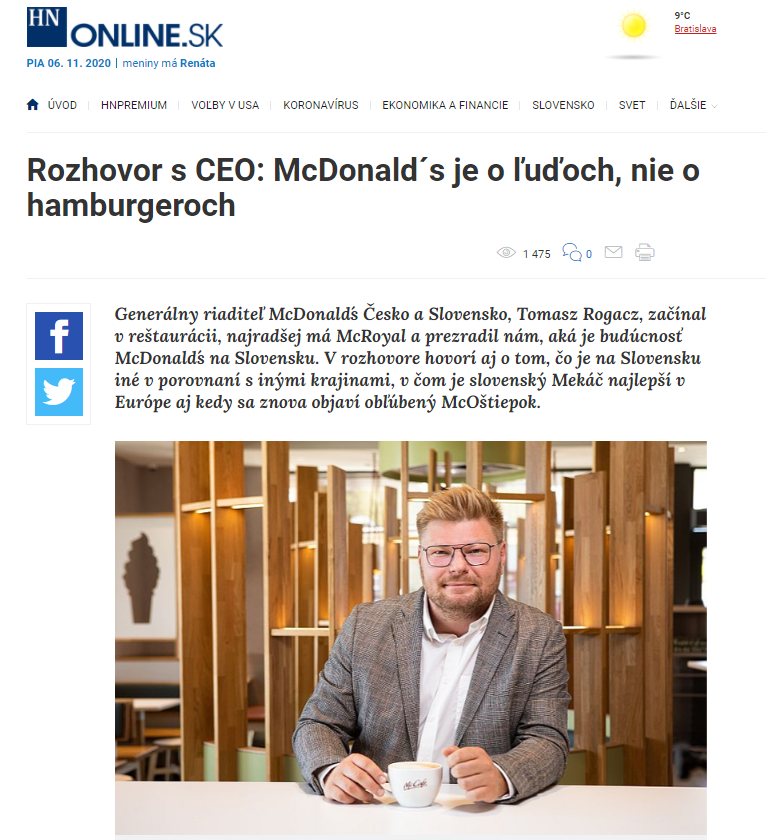 HN
ONLINE.SK
9°C
Bratislava
PIA 06. 11. 2020 | meniny má Renáta
ÚVOD
HNPREMIUM
VOĽBY V USA
KORONAVÍRUS
EKONOMIKA A FINANCIE
SLOVENSKO
SVET
ĎALŠIE
Rozhovor s CEO: McDonald´s je o ľuďoch, nie o
hamburgeroch
1 475
0
Generálny riaditeľ McDonald´s Česko a Slovensko, Tomasz Rogacz, začínal
v reštaurácii, najradšej má McRoyal a prezradil nám, aká je budúcnosť
McDonald´s na Slovensku. V rozhovore hovorí aj o tom, čo je na Slovensku
iné v porovnaní s inými krajinami, v čom je slovenský Mekáč najlepší v
Európe aj kedy sa znova objaví obľúbený McOštiepok.
McCafé